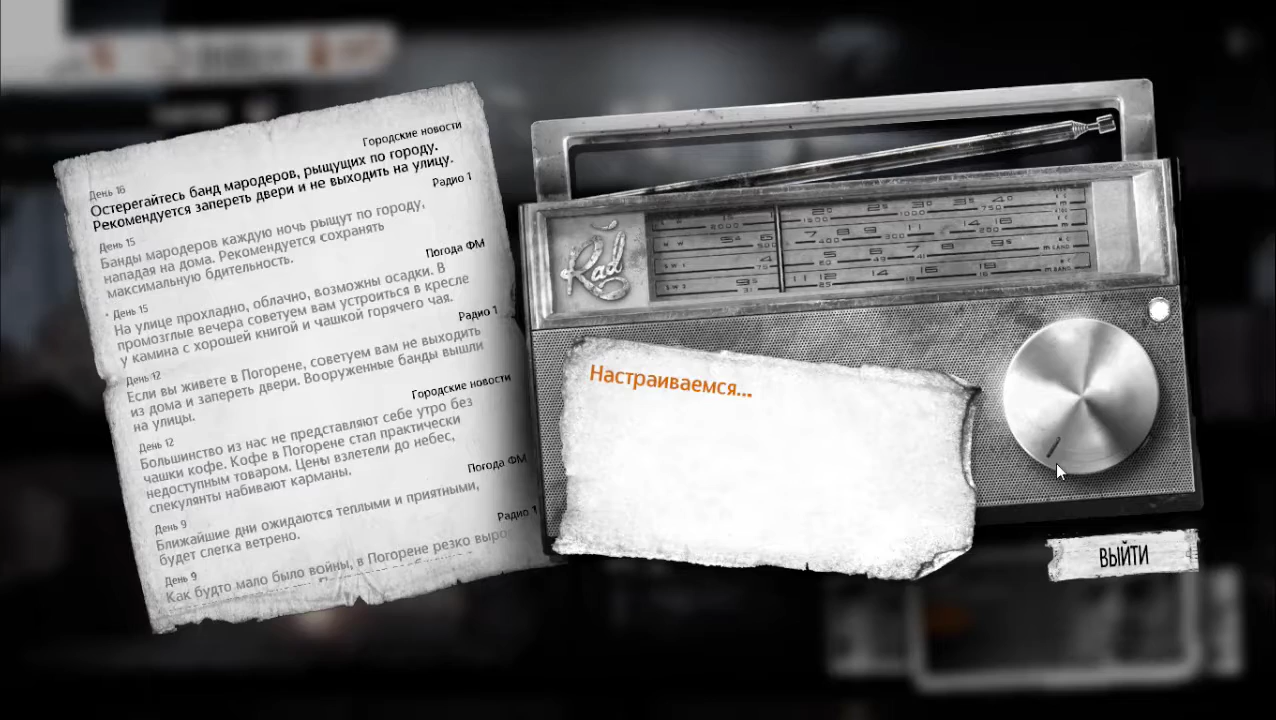 Городские новости
День 16
Остерегайтесь банд мародеров, рыщущих по городу.
Рекомендуется запереть двери и не выходить на улицу.
Радио 1
День 15
Банды мародеров каждую ночь рыщут по городу,
нападая на дома. Рекомендуется сохранять
максимальную бдительность.
Погода ФМ
День 15
На улице прохладно, облачно, возможны осадки. В
промозглые вечера советуем вам устроиться в кресле
у камина с хорошей книгой и чашкой горячего чая.
Радио 1
День 12
Если вы живете в Погорене, советуем вам не выходить
из дома и запереть двери. Вооруженные банды вышли
на улицы.
Городские новости
День 12
Большинство из нас не представляют себе утро без
чашки кофе. Кофе в Погорене стал практически
недоступным товаром. Цены взлетели до небес,
спекулянты набивают карманы.
Погода ФМ
День 9
Ближайшие дни ожидаются теплыми и приятными,
будет слегка ветрено.
Радио 1
День 9
Как будто мало было войны, в Погорене резко
Rad
Настраиваемся...
ВЫЙТИ